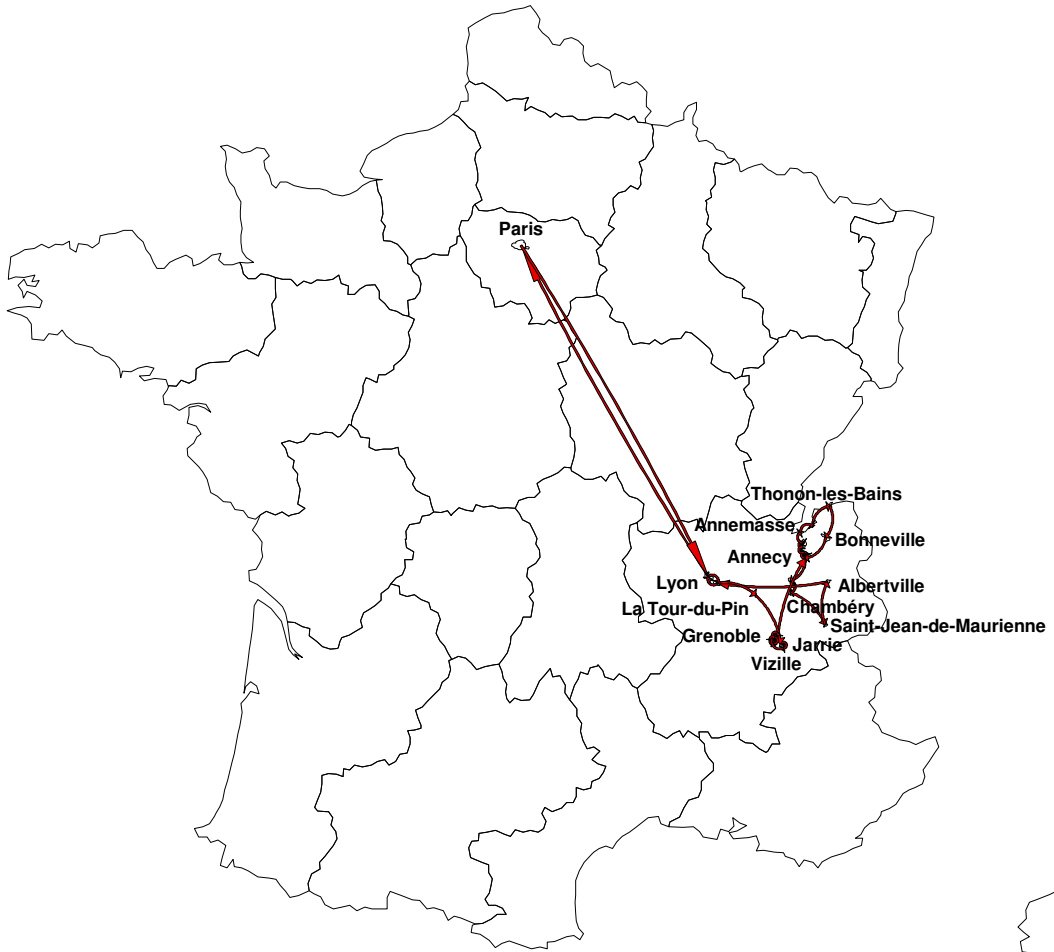 Paris
Thonon-les-Bains
Annemasse
Bonneville
Annecy
Lyon
Albertville
La Tour-du-Pin
Chambéry
Saint-Jean-de-Maurienne
Grenoble
Jarrie
Vizille